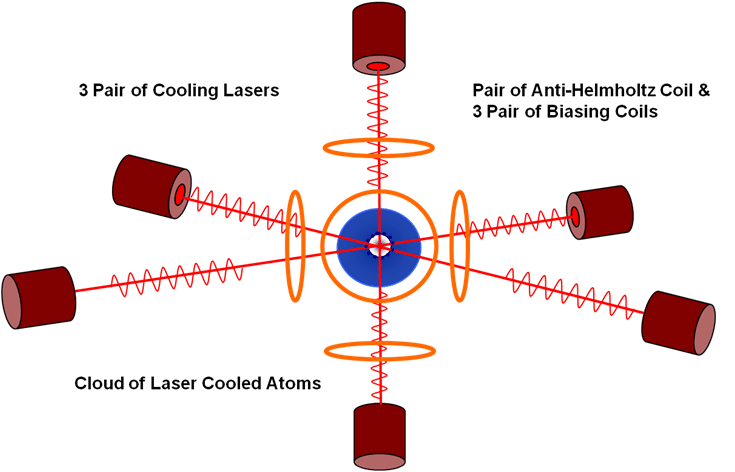 3 Pair of Cooling Lasers
Pair of Anti-Helmholtz Coil &
3 Pair of Biasing Coils
Cloud of Laser Cooled Atoms